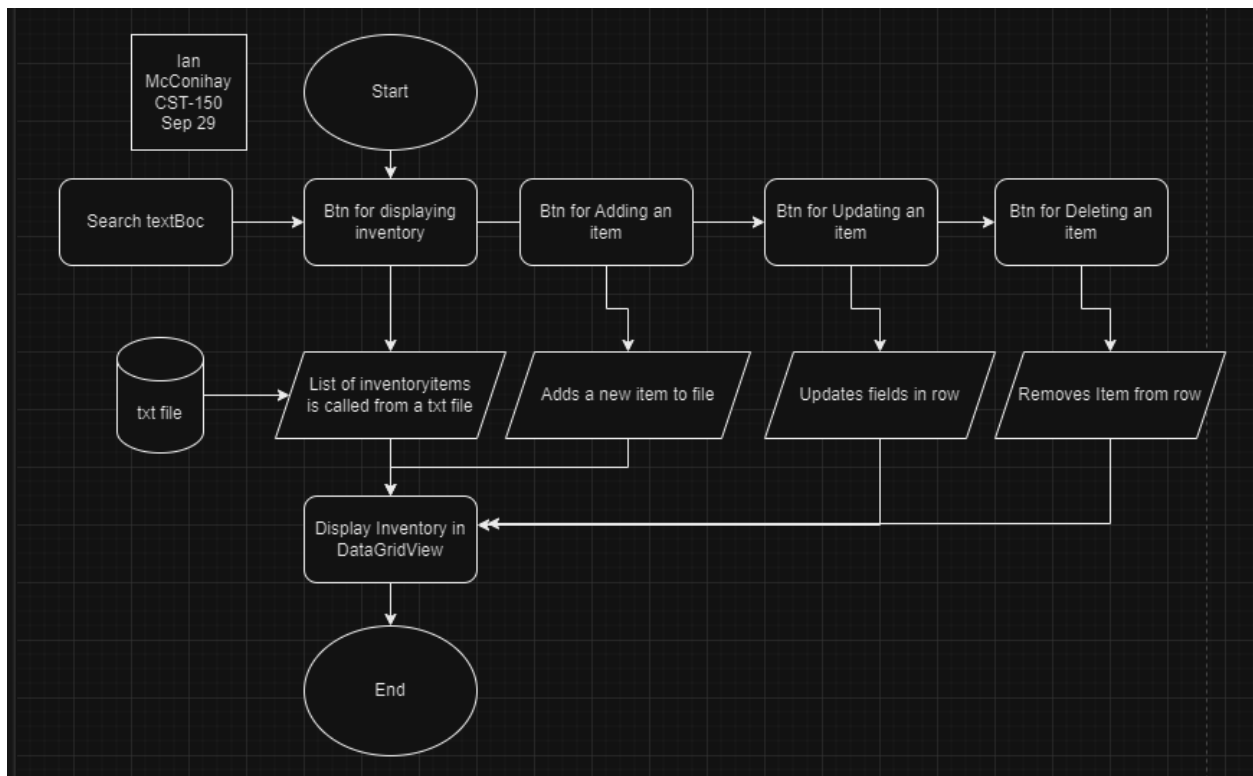 Ian
McConihay
CST-150
Sep 29
Start
Search textBoc
Btn for displaying
inventory
Btn for Adding an
item
Btn for Updating an
item
Btn for Deleting an
item
txt file
List of inventoryitems
is called from a txt file
Adds a new item to file
Updates fields in row
Removes Item from row
Display Inventory in
DataGridView
End